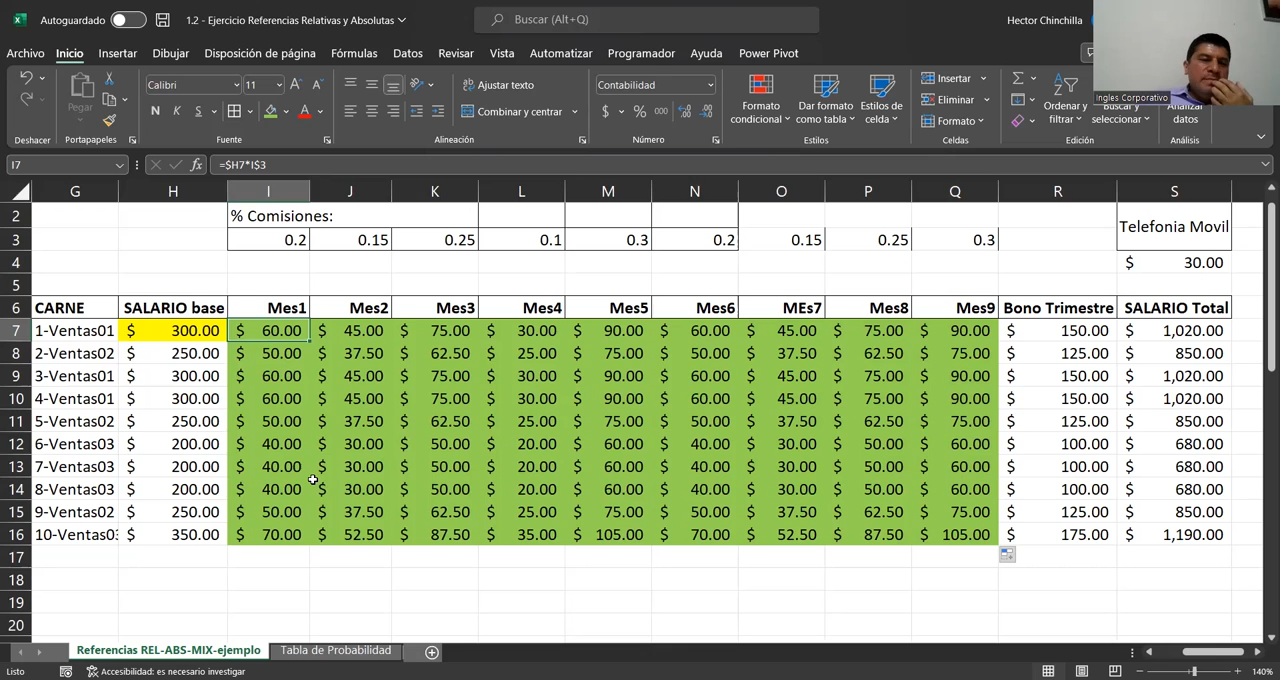 Autoguardado 1.2 - Ejercicio Referencias Relativas y Absolutas Buscar (Alt+Q) Hector Chinchilla
Archivo Inicio Insertar Dibujar Disposición de página Fórmulas Datos Revisar Vista Automatizar Programador Ayuda Power Pivot
Pegar Calibri 11 Ajustar texto Contabilidad Formato condicional Dar formato como tabla Estilos de celda Insertar Ordenar y filtrar Buscar y seleccionar Analizar datos
N K S Combinar y centrar $ % 000 Eliminar
Formato
Ingles Corporativo
Deshacer Portapapeles Fuente Alineación Número Estilos Celdas Edición Análisis
I7 fx =$H7*I$3
G H I J K L M N O P Q R S
2 % Comisiones: Telefonia Movil
3 0.2 0.15 0.25 0.1 0.3 0.2 0.15 0.25 0.3
4 $ 30.00
5
6 CARNE SALARIO base Mes1 Mes2 Mes3 Mes4 Mes5 Mes6 MEs7 Mes8 Mes9 Bono Trimestre SALARIO Total
7 1-Ventas01 $ 300.00 $ 60.00 $ 45.00 $ 75.00 $ 30.00 $ 90.00 $ 60.00 $ 45.00 $ 75.00 $ 90.00 $ 150.00 $ 1,020.00
8 2-Ventas02 $ 250.00 $ 50.00 $ 37.50 $ 62.50 $ 25.00 $ 75.00 $ 50.00 $ 37.50 $ 62.50 $ 75.00 $ 125.00 $ 850.00
9 3-Ventas01 $ 300.00 $ 60.00 $ 45.00 $ 75.00 $ 30.00 $ 90.00 $ 60.00 $ 45.00 $ 75.00 $ 90.00 $ 150.00 $ 1,020.00
10 4-Ventas01 $ 300.00 $ 60.00 $ 45.00 $ 75.00 $ 30.00 $ 90.00 $ 60.00 $ 45.00 $ 75.00 $ 90.00 $ 150.00 $ 1,020.00
11 5-Ventas02 $ 250.00 $ 50.00 $ 37.50 $ 62.50 $ 25.00 $ 75.00 $ 50.00 $ 37.50 $ 62.50 $ 75.00 $ 125.00 $ 850.00
12 6-Ventas03 $ 200.00 $ 40.00 $ 30.00 $ 50.00 $ 20.00 $ 60.00 $ 40.00 $ 30.00 $ 50.00 $ 60.00 $ 100.00 $ 680.00
13 7-Ventas03 $ 200.00 $ 40.00 $ 30.00 $ 50.00 $ 20.00 $ 60.00 $ 40.00 $ 30.00 $ 50.00 $ 60.00 $ 100.00 $ 680.00
14 8-Ventas03 $ 200.00 $ 40.00 $ 30.00 $ 50.00 $ 20.00 $ 60.00 $ 40.00 $ 30.00 $ 50.00 $ 60.00 $ 100.00 $ 680.00
15 9-Ventas02 $ 250.00 $ 50.00 $ 37.50 $ 62.50 $ 25.00 $ 75.00 $ 50.00 $ 37.50 $ 62.50 $ 75.00 $ 125.00 $ 850.00
16 10-Ventas03 $ 350.00 $ 70.00 $ 52.50 $ 87.50 $ 35.00 $ 105.00 $ 70.00 $ 52.50 $ 87.50 $ 105.00 $ 175.00 $ 1,190.00
17
18
19
20
Referencias REL-ABS-MIX-ejemplo Tabla de Probabilidad
Listo Accesibilidad: es necesario investigar 140%